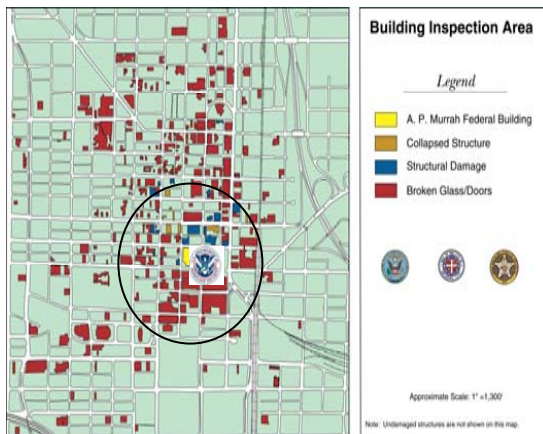 Building Inspection Area
Legend
A. P. Murrah Federal Building
Collapsed Structure
Structural Damage
Broken Glass/Doors
Approximate Scale: 1" =1,300'
Note: Undamaged structures are not shown on this map.